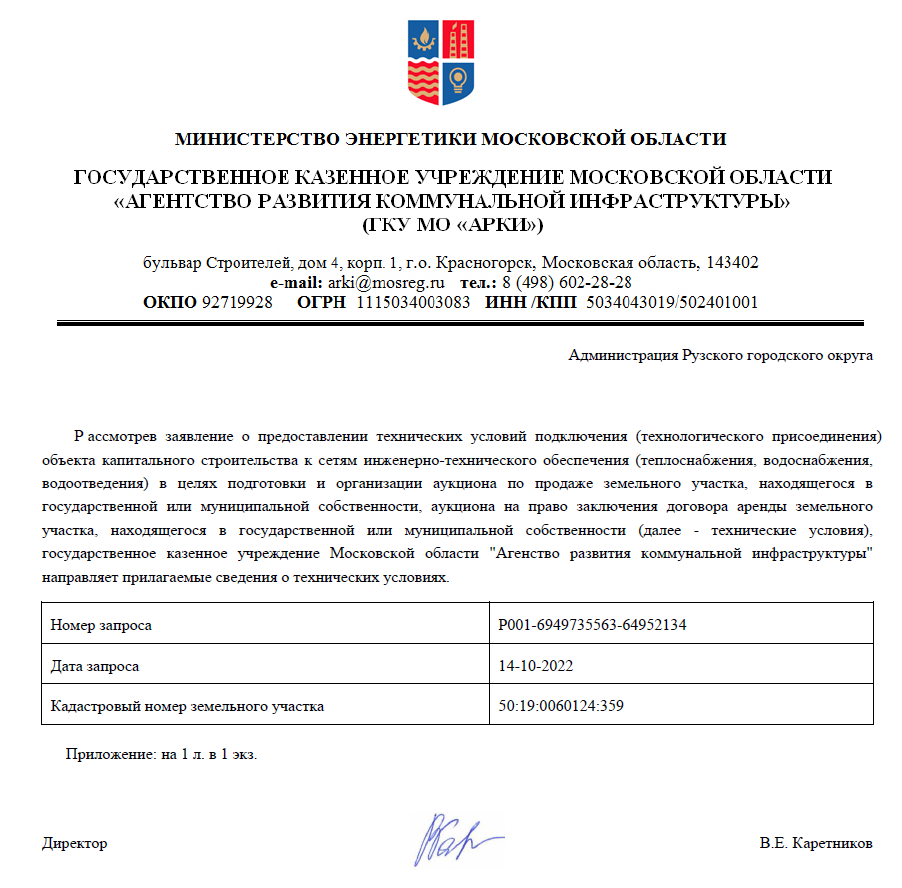 МИНИСТЕРСТВО ЭНЕРГЕТИКИ МОСКОВСКОЙ ОБЛАСТИ
ГОСУДАРСТВЕННОЕ КАЗЕННОЕ УЧРЕЖДЕНИЕ МОСКОВСКОЙ ОБЛАСТИ
«АГЕНТСТВО РАЗВИТИЯ КОММУНАЛЬНОЙ ИНФРАСТРУКТУРЫ»
(ГКУ МО «АРКИ»)
бульвар Строителей, дом 4, корп. 1, г.о. Красногорск, Московская область, 143402
e-mail: arki@mosreg.ru тел.: 8 (498) 602-28-28
ОКПО 92719928 ОГРН 1115034003083 ИНН /КПП 5034043019/502401001
Администрация Рузского городского округа
Р ассмотрев заявление о предоставлении технических условий подключения (технологического присоединения)
объекта капитального строительства к сетям инженерно-технического обеспечения (теплоснабжения, водоснабжения,
водоотведения) в целях подготовки и организации аукциона по продаже земельного участка, находящегося в
государственной или муниципальной собственности, аукциона на право заключения договора аренды земельного
участка, находящегося в государственной или муниципальной собственности (далее - технические условия),
государственное казенное учреждение Московской области "Агенство развития коммунальной инфраструктуры"
направляет прилагаемые сведения о технических условиях.
Номер запроса P001-6949735563-64952134
Дата запроса 14-10-2022
Кадастровый номер земельного участка 50:19:0060124:359
Приложение: на 1 л. в 1 экз.
Директор В.Е. Каретников